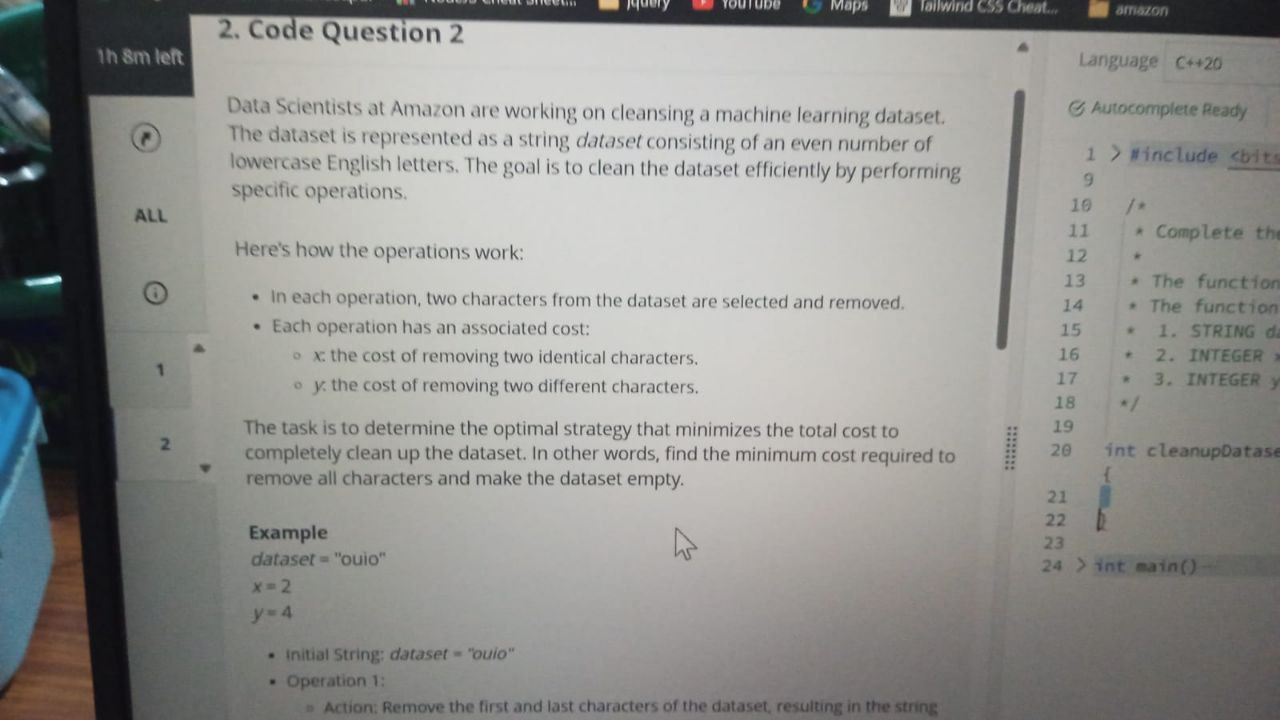 jquery
YouTube
Maps
Tailwind CSS Cheat...
amazon
2. Code Question 2
1h 8m left
Language C++20
Data Scientists at Amazon are working on cleansing a machine learning dataset.
The dataset is represented as a string dataset consisting of an even number of
lowercase English letters. The goal is to clean the dataset efficiently by performing
specific operations.
Autocomplete Ready
ALL
Here's how the operations work:
• In each operation, two characters from the dataset are selected and removed.
• Each operation has an associated cost:
○ x: the cost of removing two identical characters.
○ y: the cost of removing two different characters.
1
2
The task is to determine the optimal strategy that minimizes the total cost to
completely clean up the dataset. In other words, find the minimum cost required to
remove all characters and make the dataset empty.
Example
dataset = "ouio"
x = 2
y = 4
• Initial String: dataset = "ouio"
• Operation 1:
○ Action: Remove the first and last characters of the dataset, resulting in the string
1 > #include <bits
9
10 /*
11 * Complete the
12 *
13 * The function
14 * The function
15 * 1. STRING da
16 * 2. INTEGER x
17 * 3. INTEGER y
18 */
19
20 int cleanupDatase
{
21
22 }
23
24 > int main()